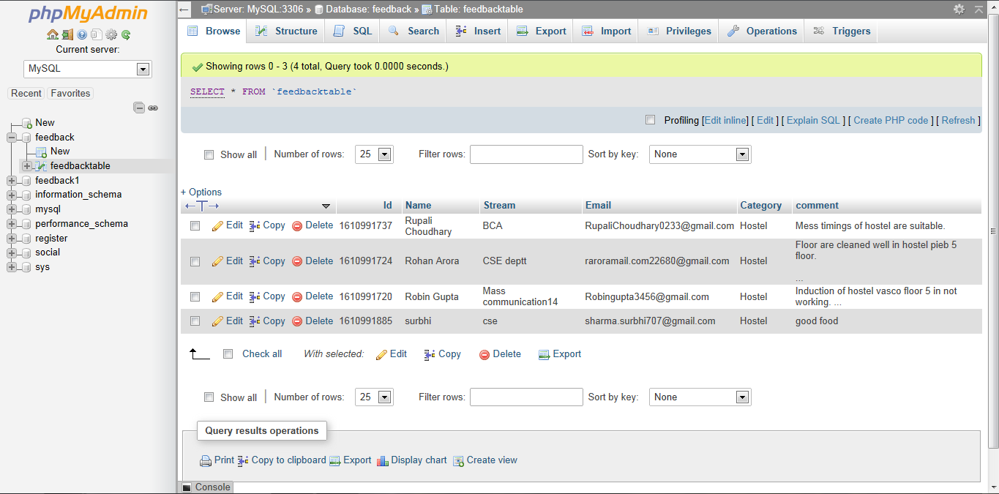 phpMyAdmin
Current server:
MySQL
Recent Favorites
New
feedback
New
feedbacktable
feedback1
information_schema
mysql
performance_schema
register
social
sys
Server: MySQL:3306 » Database: feedback » Table: feedbacktable
Browse Structure SQL Search Insert Export Import Privileges Operations Triggers
Showing rows 0 - 3 (4 total, Query took 0.0000 seconds.)
SELECT * FROM `feedbacktable`
Profiling [Edit inline] [ Edit ] [ Explain SQL ] [ Create PHP code ] [ Refresh ]
Show all | Number of rows: 25 Filter rows: Sort by key: None
+ Options
←T→ Id Name Stream Email Category comment
Edit Copy Delete 1610991737 Rupali Choudhary BCA RupaliChoudhary0233@gmail.com Hostel Mess timings of hostel are suitable.
Edit Copy Delete 1610991724 Rohan Arora CSE deptt raroramail.com22680@gmail.com Hostel Floor are cleaned well in hostel pieb 5
floor.
...
Edit Copy Delete 1610991720 Robin Gupta Mass communication14 Robingupta3456@gmail.com Hostel Induction of hostel vasco floor 5 in not
working. ...
Edit Copy Delete 1610991885 surbhi cse sharma.surbhi707@gmail.com Hostel good food
Check all With selected: Edit Copy Delete Export
Show all | Number of rows: 25 Filter rows: Sort by key: None
Query results operations
Print Copy to clipboard Export Display chart Create view
Console